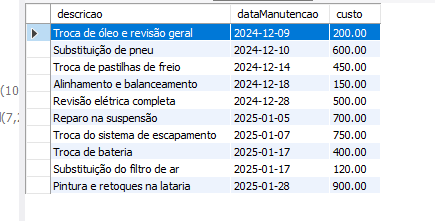 descricao dataManutencao custo
Troca de óleo e revisão geral 2024-12-09 200.00
Substituição de pneu 2024-12-10 600.00
Troca de pastilhas de freio 2024-12-14 450.00
(10
Alinhamento e balanceamento 2024-12-18 150.00
Revisão elétrica completa 2024-12-28 500.00
(7,2
Reparo na suspensão 2025-01-05 700.00
Troca do sistema de escapamento 2025-01-07 750.00
Troca de bateria 2025-01-17 400.00
Substituição do filtro de ar 2025-01-17 120.00
Pintura e retoques na lataria 2025-01-28 900.00